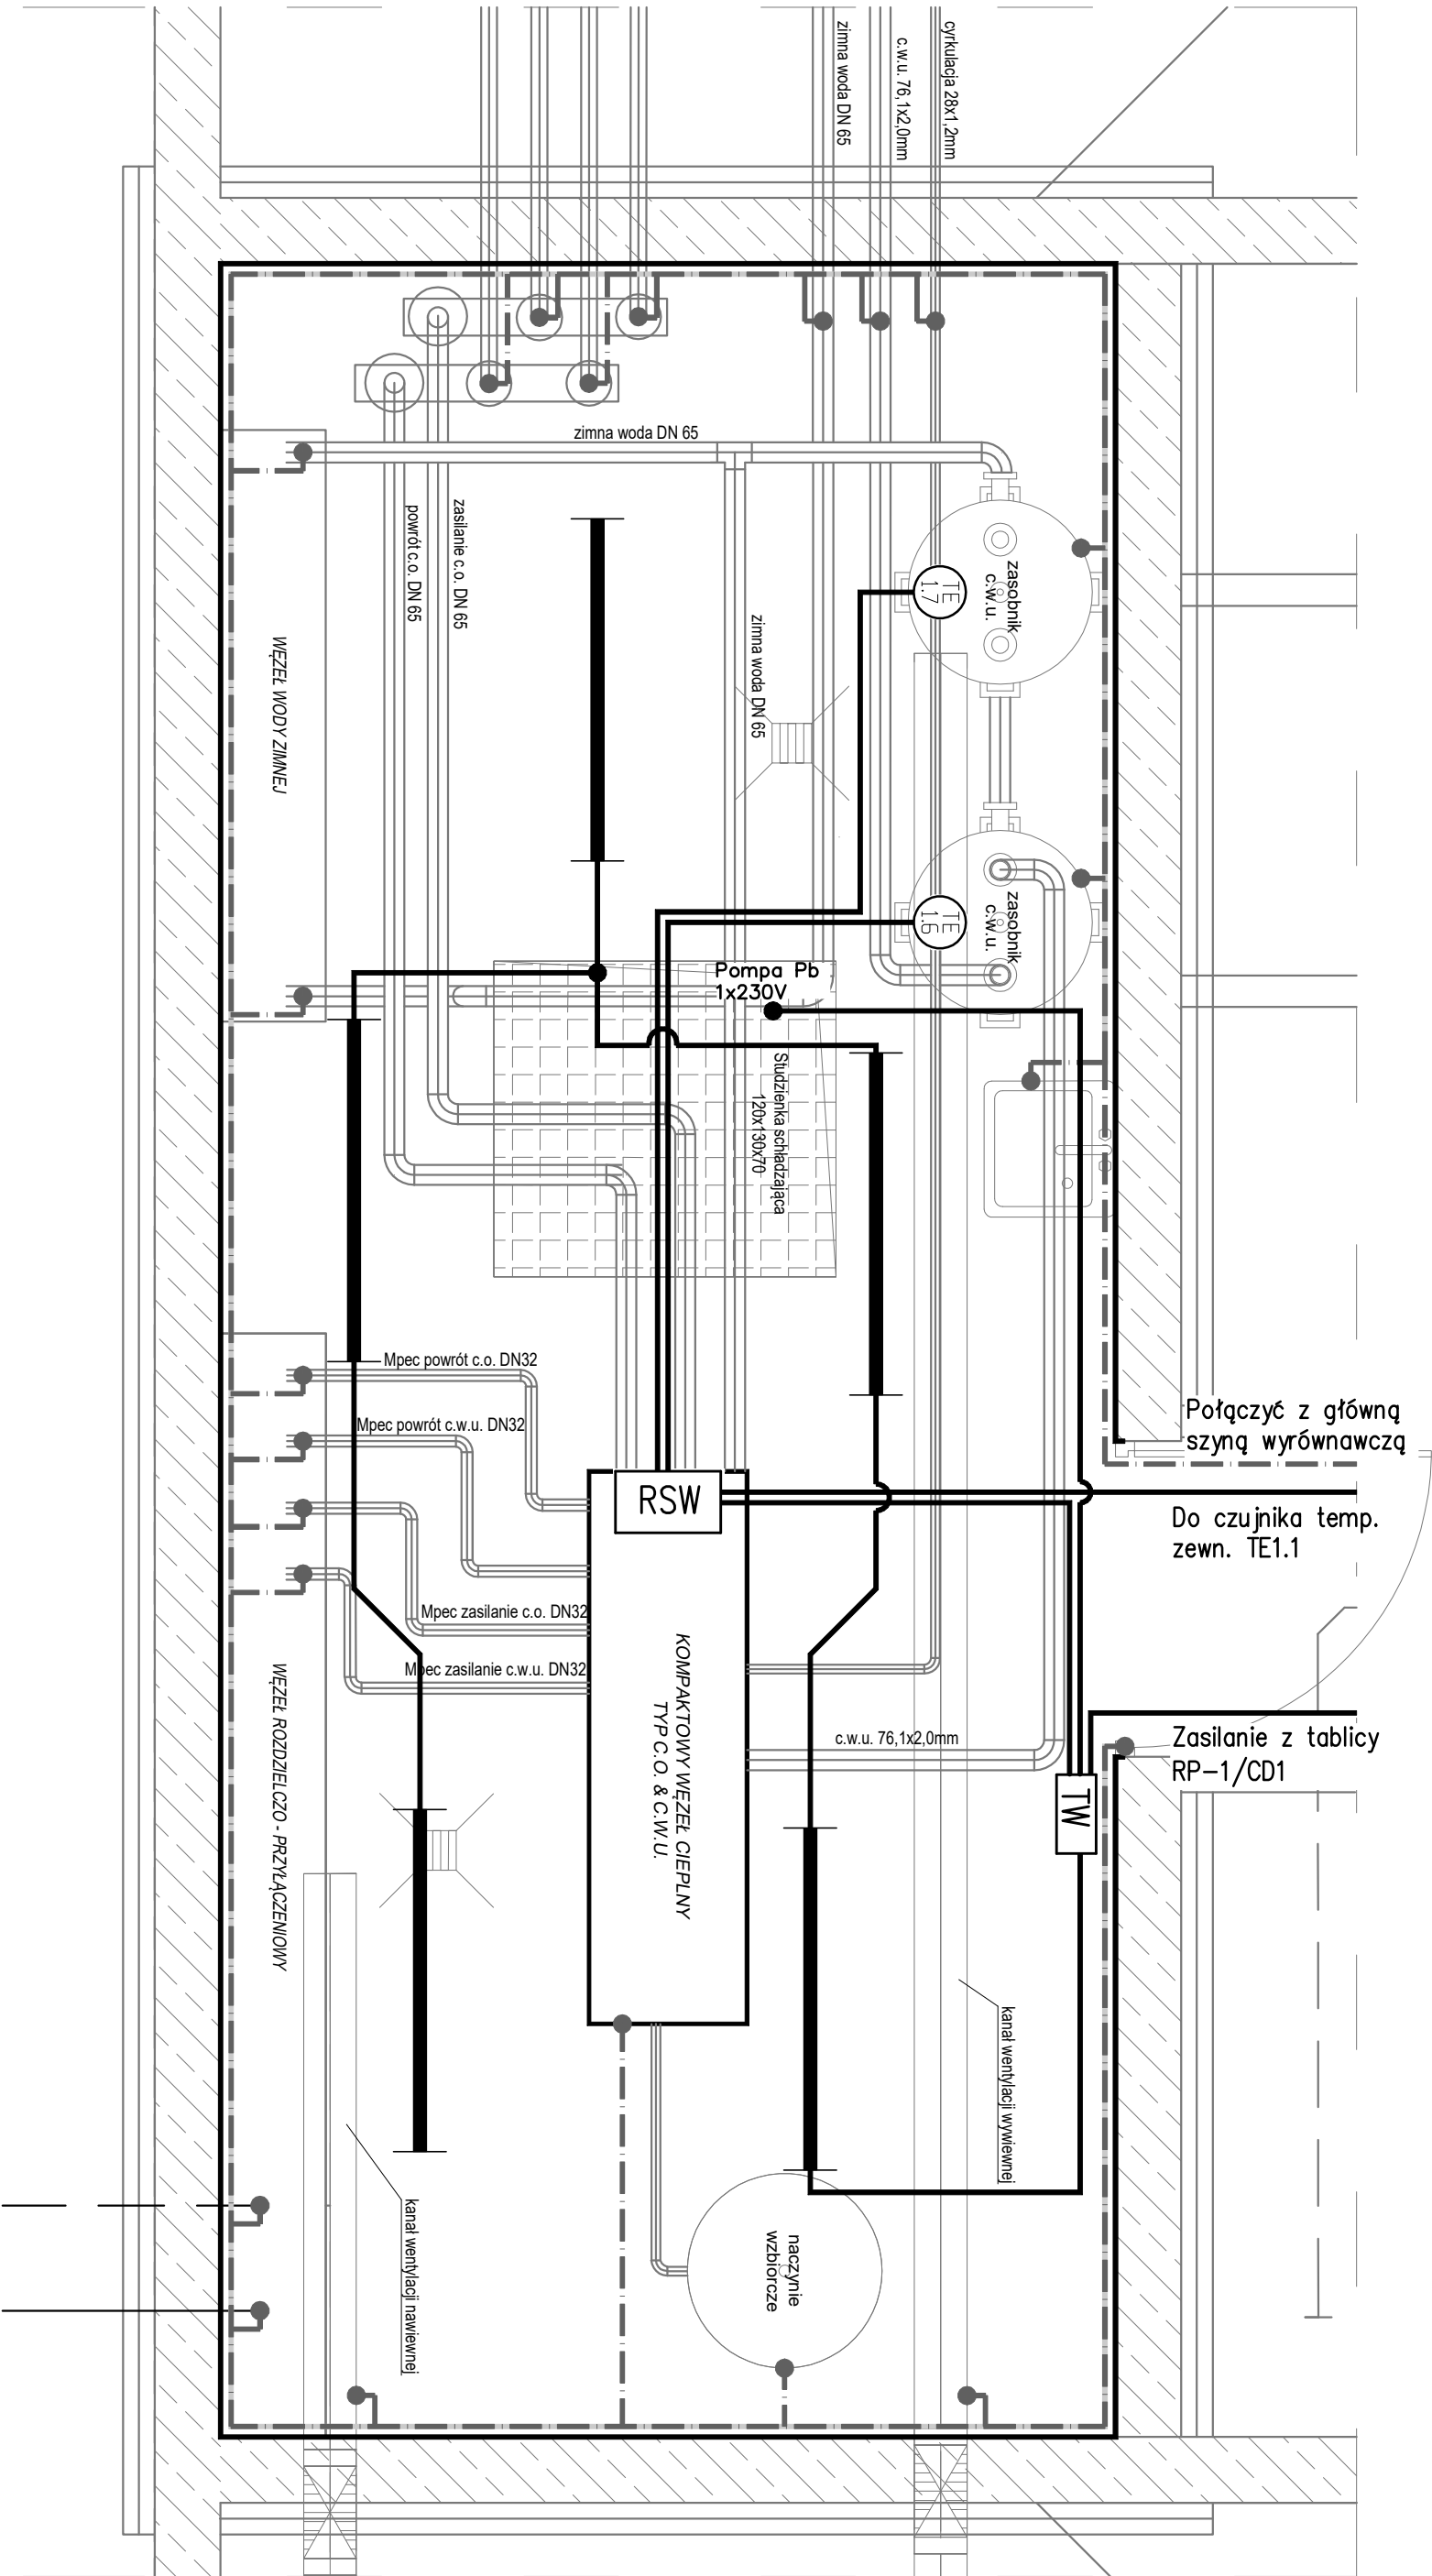 zimna woda DN 65
c.w.u. 76,1x2,0mm
cyrkulacja 28x1,2mm
zimna woda DN 65
zasilanie c.o. DN 65
powrót c.o. DN 65
WĘZEŁ WODY ZIMNEJ
zimna woda DN 65
zasobnik
c.w.u.
TE
1.7
zasobnik
c.w.u.
TE
1.6
Pompa Pb
1x230V
Studzienka schładzająca
120x130x70
Mpec powrót c.o. DN32
Mpec powrót c.w.u. DN32
Mpec zasilanie c.o. DN32
Mpec zasilanie c.w.u. DN32
RSW
Połączyć z główną
szyną wyrównawczą
Do czujnika temp.
zewn. TE1.1
KOMPAKTOWY WĘZEŁ CIEPLNY
TYP C.O. & C.W.U.
WĘZEŁ ROZDZIELCZO - PRZYŁĄCZENIOWY
c.w.u. 76,1x2,0mm
Zasilanie z tablicy
RP-1/CD1
TW
kanał wentylacji wywiewnej
kanał wentylacji nawiewnej
naczynie
wzbiorcze